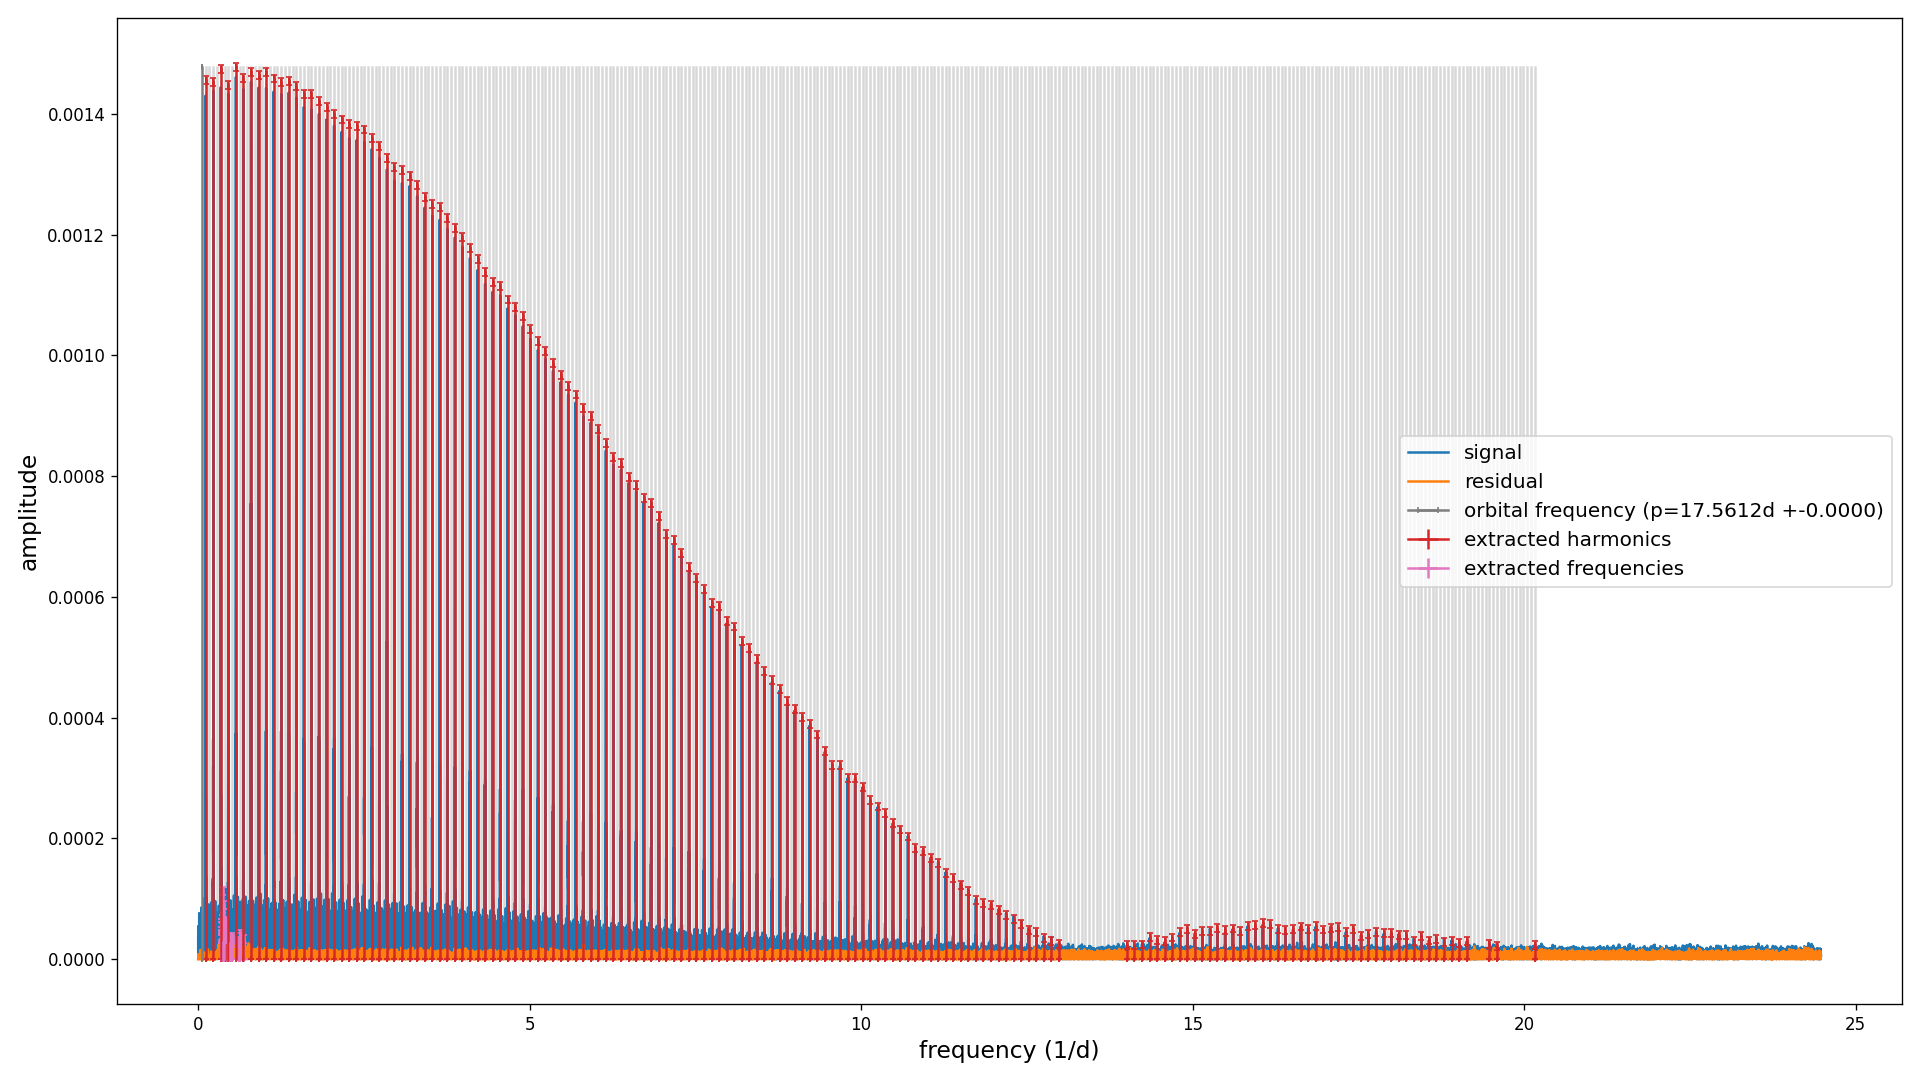 0.0014
0.0012
0.0010
0.0008
0.0006
0.0004
0.0002
0.0000
amplitude
signal
residual
orbital frequency (p=17.5612d +-0.0000)
extracted harmonics
extracted frequencies
0 5 10 15 20 25
frequency (1/d)